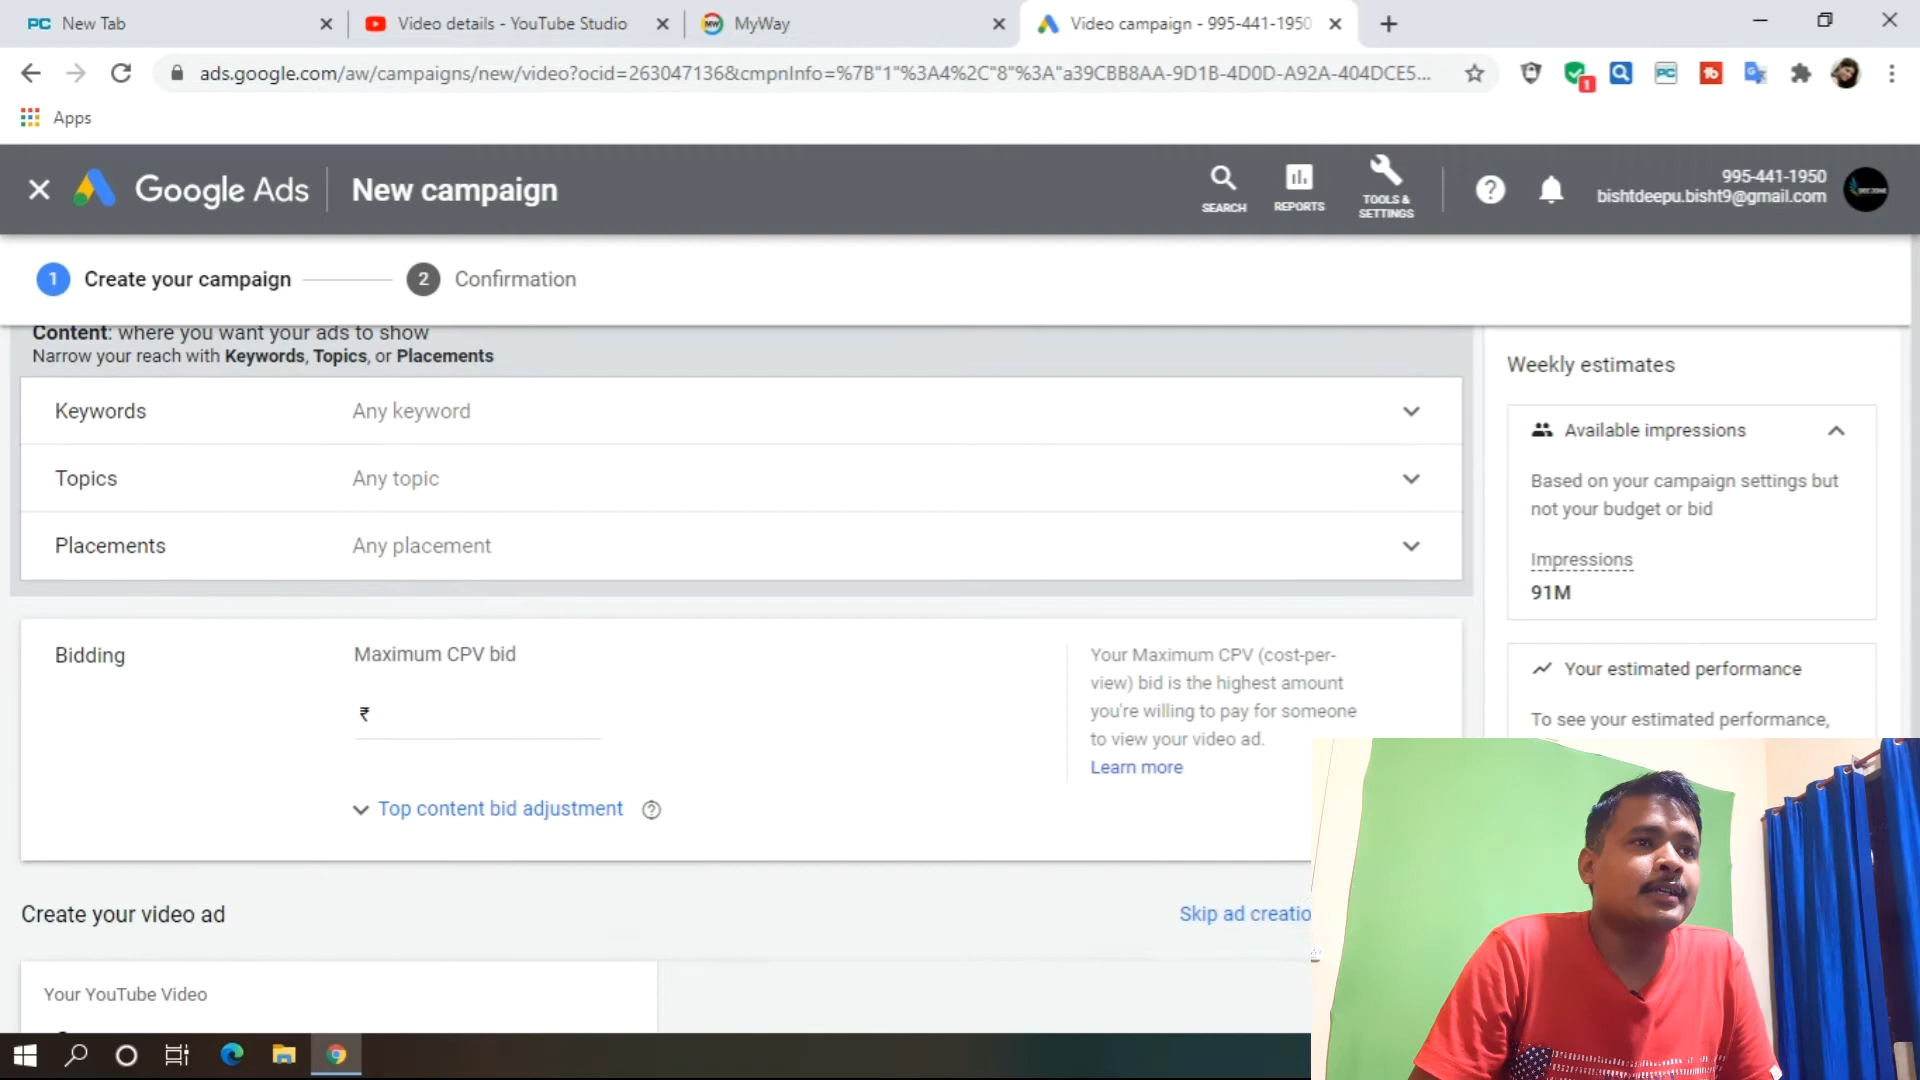 New Tab
Video details - YouTube Studio
MyWay
Video campaign - 995-441-1950
ads.google.com/aw/campaigns/new/video?ocid=263047136&cmpnInfo=%7B"1"%3A4%2C"8"%3A"a39CBB8AA-9D1B-4D0D-A92A-404DCE5...
Apps
Google Ads
New campaign
SEARCH
REPORTS
TOOLS &
SETTINGS
995-441-1950
bishtdeepu.bisht9@gmail.com
1 Create your campaign
2 Confirmation
Content: where you want your ads to show
Narrow your reach with Keywords, Topics, or Placements
Keywords Any keyword
Topics Any topic
Placements Any placement
Bidding
Maximum CPV bid
₹
Top content bid adjustment
Your Maximum CPV (cost-per-
view) bid is the highest amount
you're willing to pay for someone
to view your video ad.
Learn more
Weekly estimates
Available impressions
Based on your campaign settings but
not your budget or bid
Impressions
91M
Your estimated performance
To see your estimated performance,
Create your video ad
Skip ad creatio
Your YouTube Video